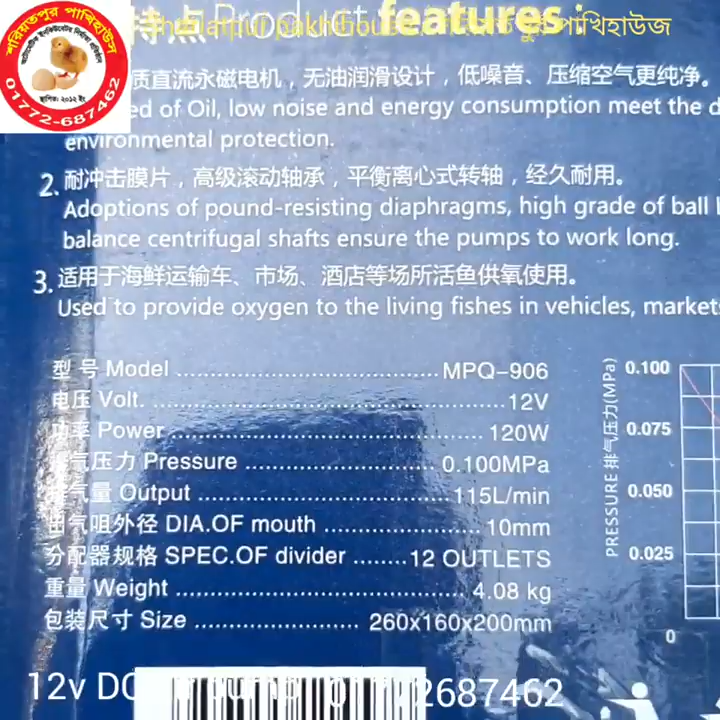 শরিয়তপুর পাখিহাউস
স্থাপিত: ২০১২ ইং
01772-687462
特点 Product features :
পাখিহাউজ
质直流永磁电机，无油润滑设计，低噪音、压缩空气更纯净。
ed of Oil, low noise and energy consumption meet the d
environmental protection.
2. 耐冲击膜片，高级滚动轴承，平衡离心式转轴，经久耐用。
Adoptions of pound-resisting diaphragms, high grade of ball
balance centrifugal shafts ensure the pumps to work long.
3. 适用于海鲜运输车、市场、酒店等场所活鱼供氧使用。
Used to provide oxygen to the living fishes in vehicles, markets
型 号 Model ................................ MPQ-906
电压 Volt. ............................................ 12V
功率 Power ....................................... 120W
排气压力 Pressure ....................... 0.100MPa
排气量 Output ............................... 115L/min
出气咀外径 DIA.OF mouth ................... 10mm
分配器规格 SPEC.OF divider ........12 OUTLETS
重量 Weight ..................................... 4.08 kg
包装尺寸 Size .................... 260x160x200mm
PRESSURE 排气压力(MPa)
0.100
0.075
0.050
0.025
0
12v DC
2687462